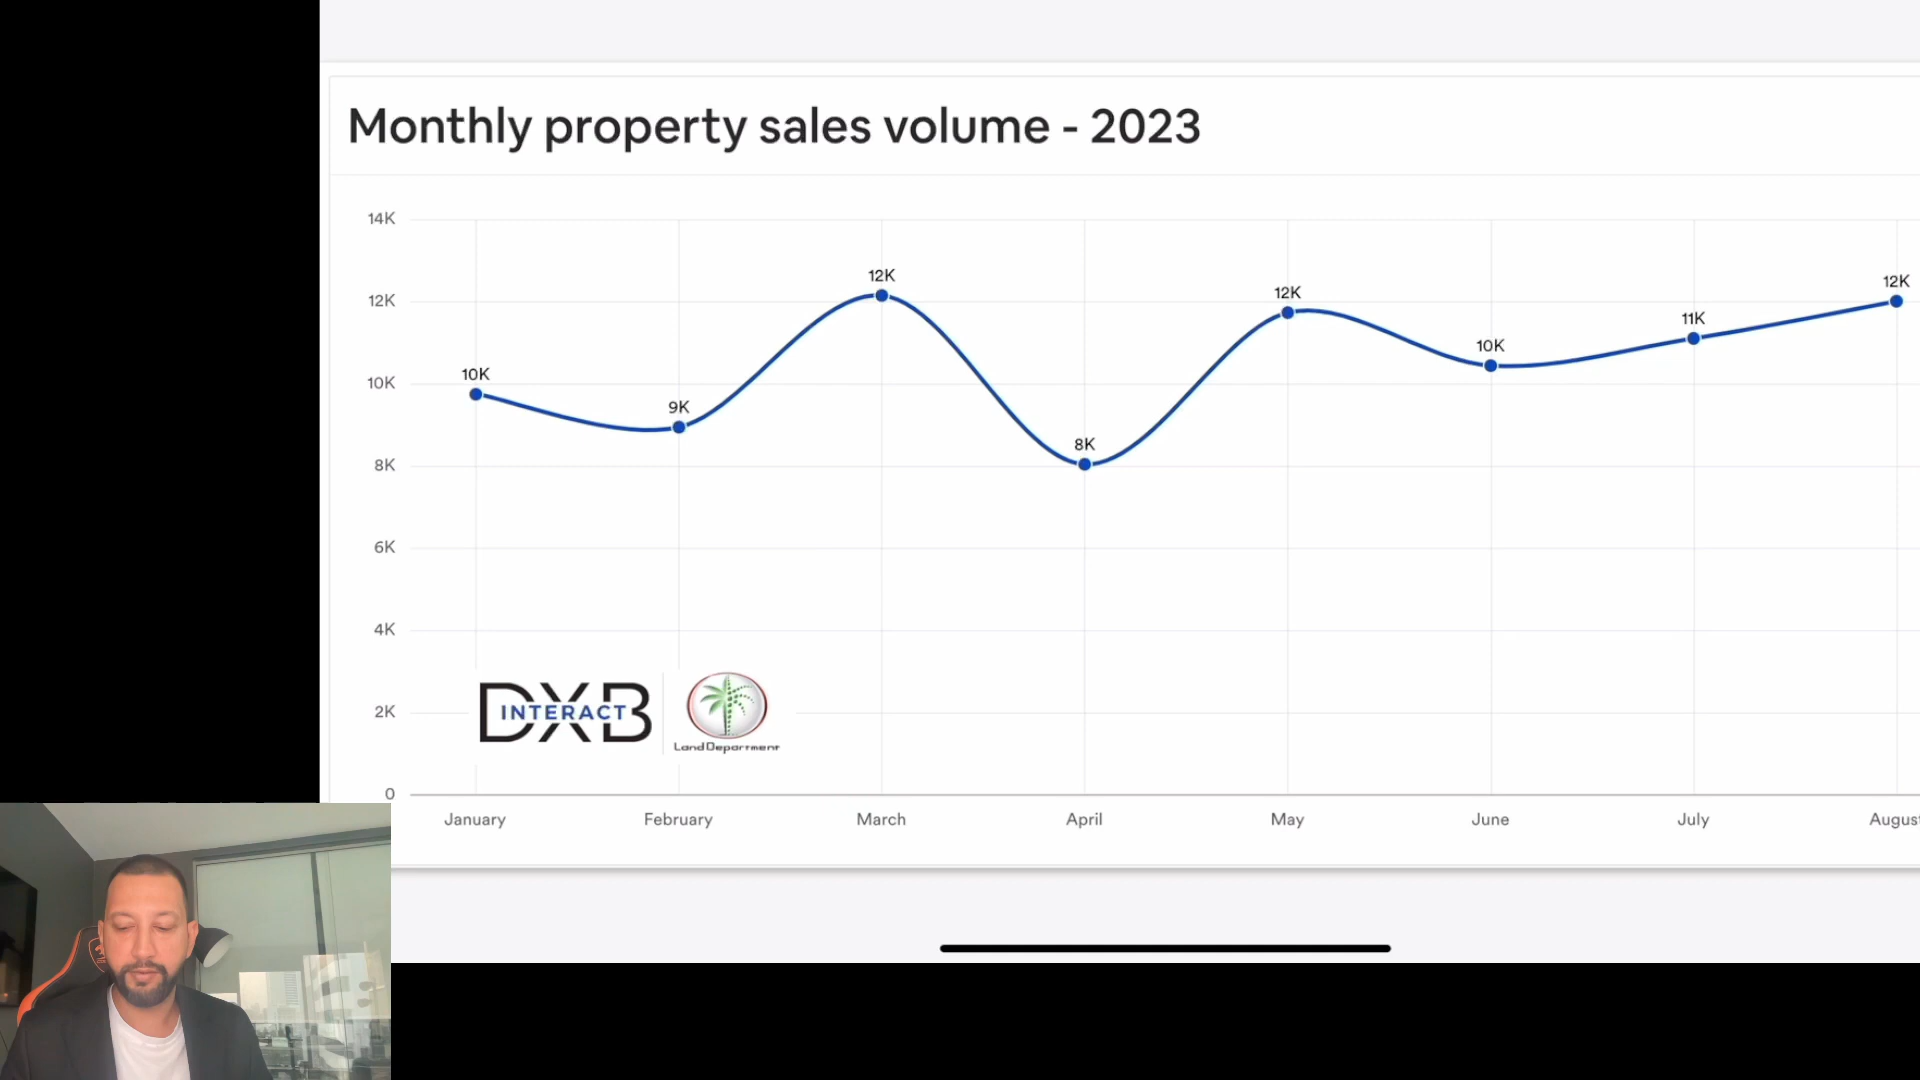 Monthly property sales volume - 2023
14K
12K
10K
8K
6K
4K
2K
0
10K
9K
12K
8K
12K
10K
11K
12K
DXB
INTERACT
Land Department
January
February
March
April
May
June
July
August